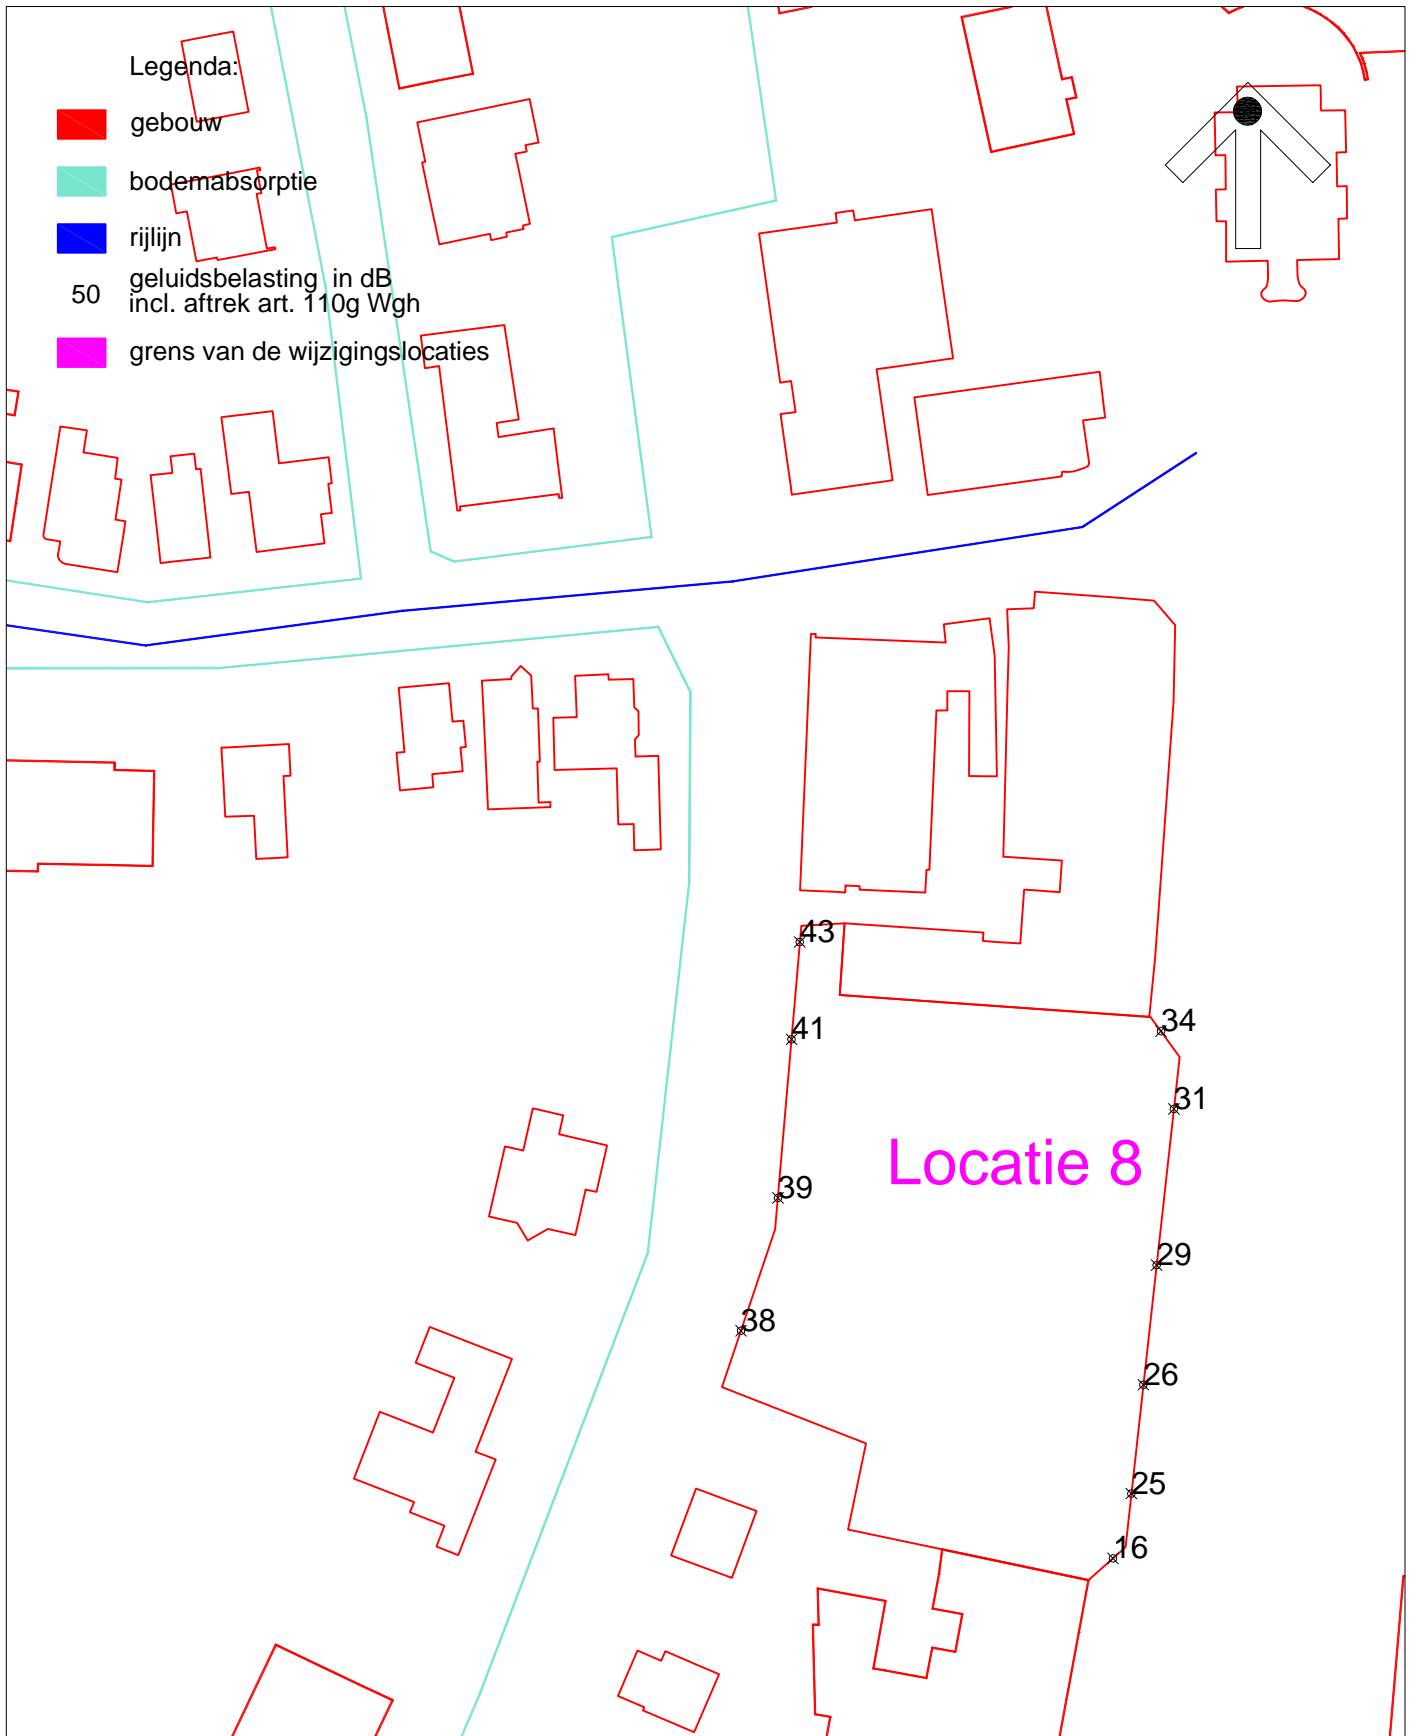 Legenda:
gebouw
bodemabsorptie
rijlijn
50 geluidsbelasting in dB
incl. aftrek art. 110g Wgh
grens van de wijzigingslocaties
43
34
41
31
Locatie 8
39
29
38
26
25
16